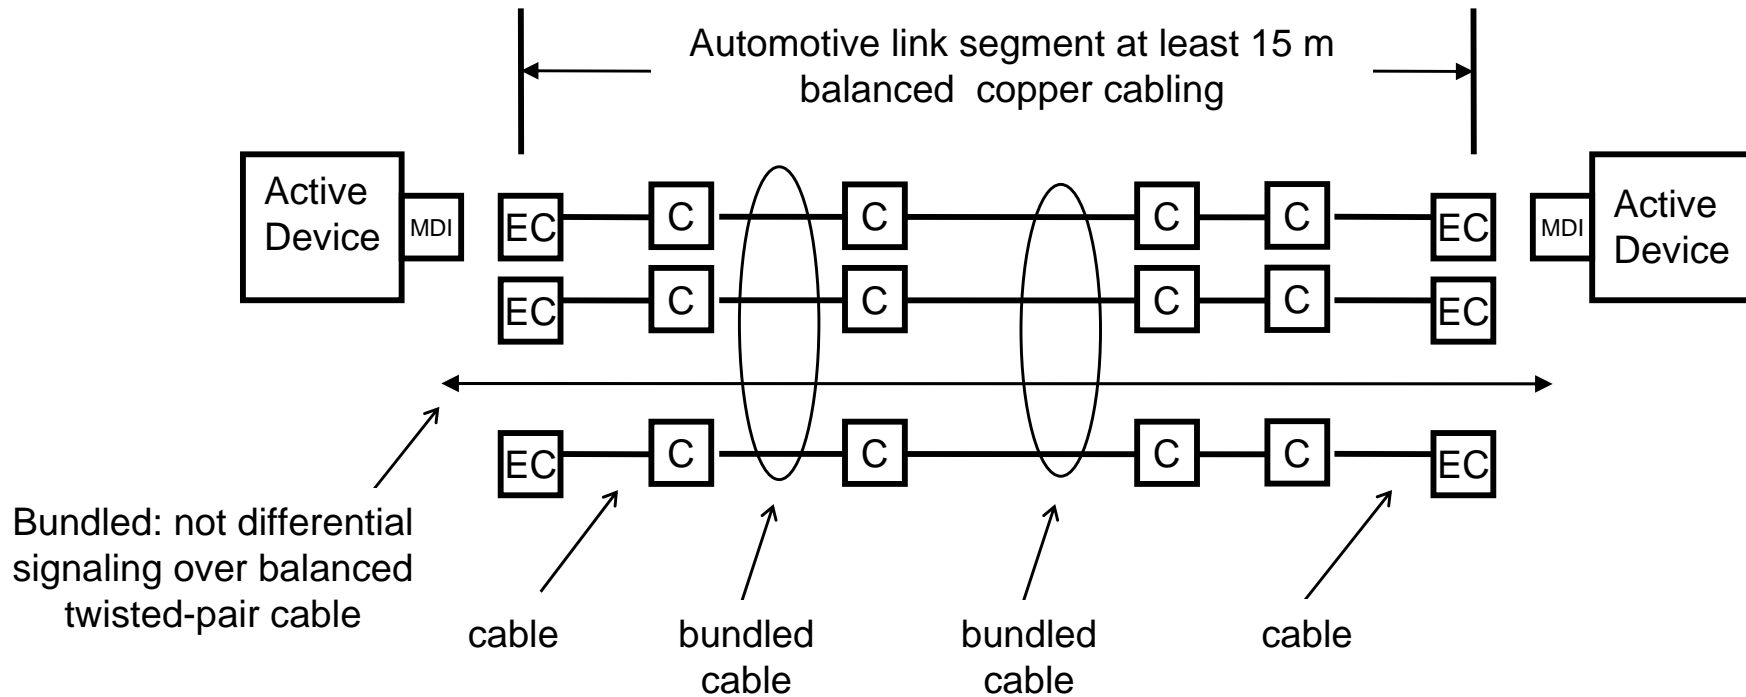 Automotive link segment at least 15 m
balanced copper cabling
Active
Device
MDI
EC
C
C
C
C
EC
MDI
Active
Device
EC
C
C
C
C
EC
EC
C
C
C
C
EC
Bundled: not differential
signaling over balanced
twisted-pair cable
cable
bundled
cable
bundled
cable
cable